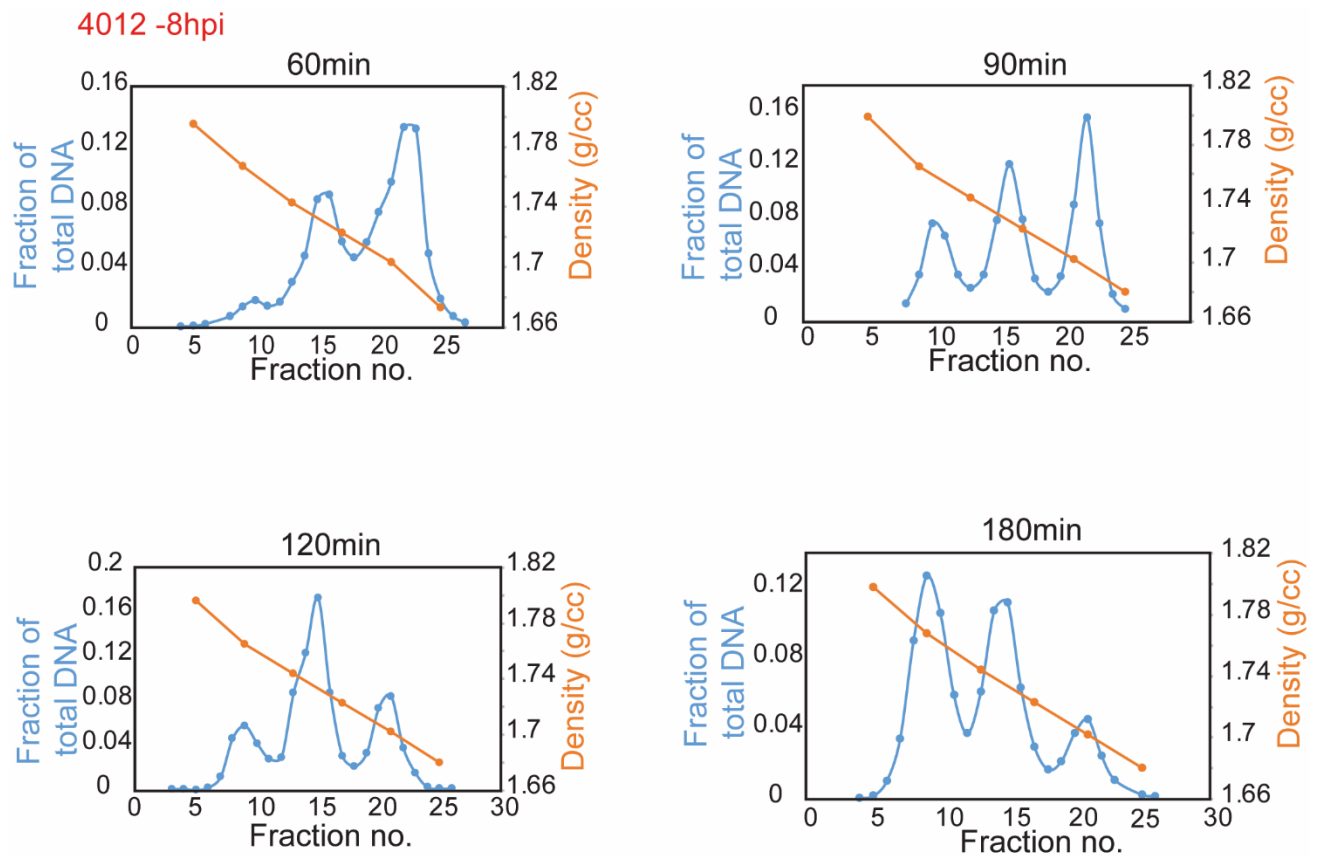 4012 -8hpi
60min
0.16
0.12
0.08
0.04
0
Fraction of
total DNA
1.82
1.78
1.74
1.7
1.66
Density (g/cc)
0 5 10 15 20 25
Fraction no.
90min
0.16
0.12
0.08
0.04
0
Fraction of
total DNA
1.82
1.78
1.74
1.7
1.66
Density (g/cc)
0 5 10 15 20 25
Fraction no.
120min
0.2
0.16
0.12
0.08
0.04
0
Fraction of
total DNA
1.82
1.78
1.74
1.7
1.66
Density (g/cc)
0 5 10 15 20 25 30
Fraction no.
180min
0.12
0.08
0.04
0
Fraction of
total DNA
1.82
1.78
1.74
1.7
1.66
Density (g/cc)
0 5 10 15 20 25 30
Fraction no.